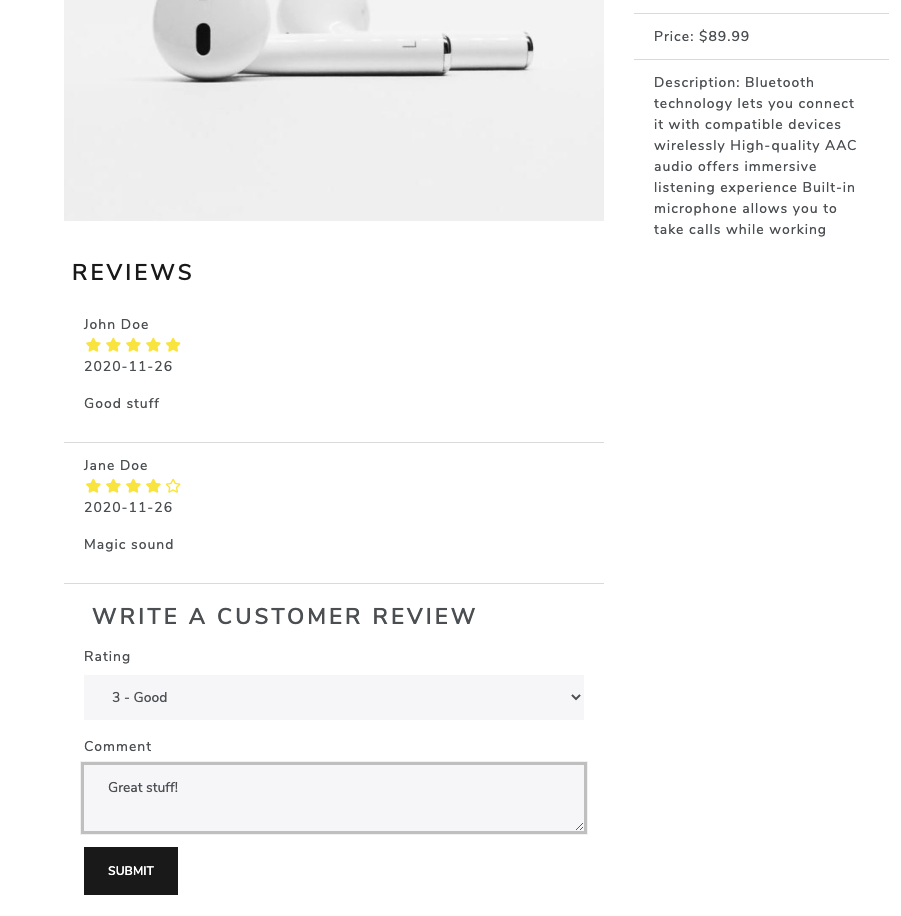 Price: $89.99
Description: Bluetooth
technology lets you connect
it with compatible devices
wirelessly High-quality AAC
audio offers immersive
listening experience Built-in
microphone allows you to
take calls while working
REVIEWS
John Doe
2020-11-26
Good stuff
Jane Doe
2020-11-26
Magic sound
WRITE A CUSTOMER REVIEW
Rating
3 - Good
Comment
Great stuff!
SUBMIT